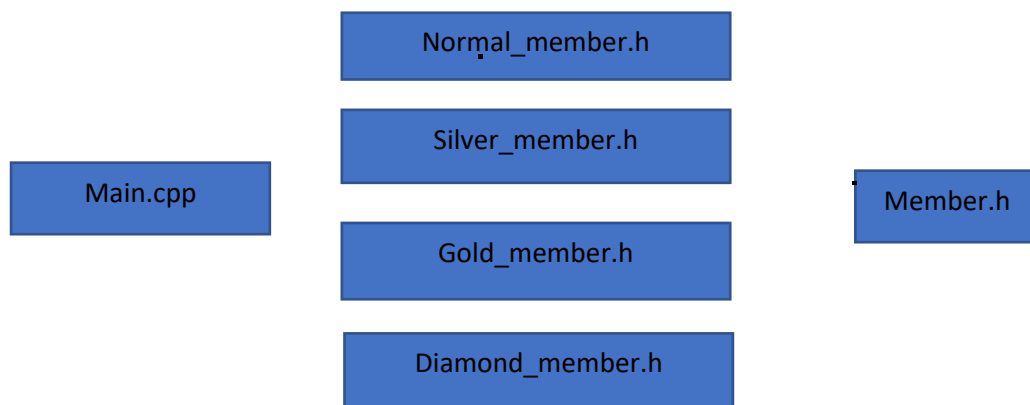 Normal_member.h
Silver_member.h
Main.cpp
Member.h
Gold_member.h
Diamond_member.h